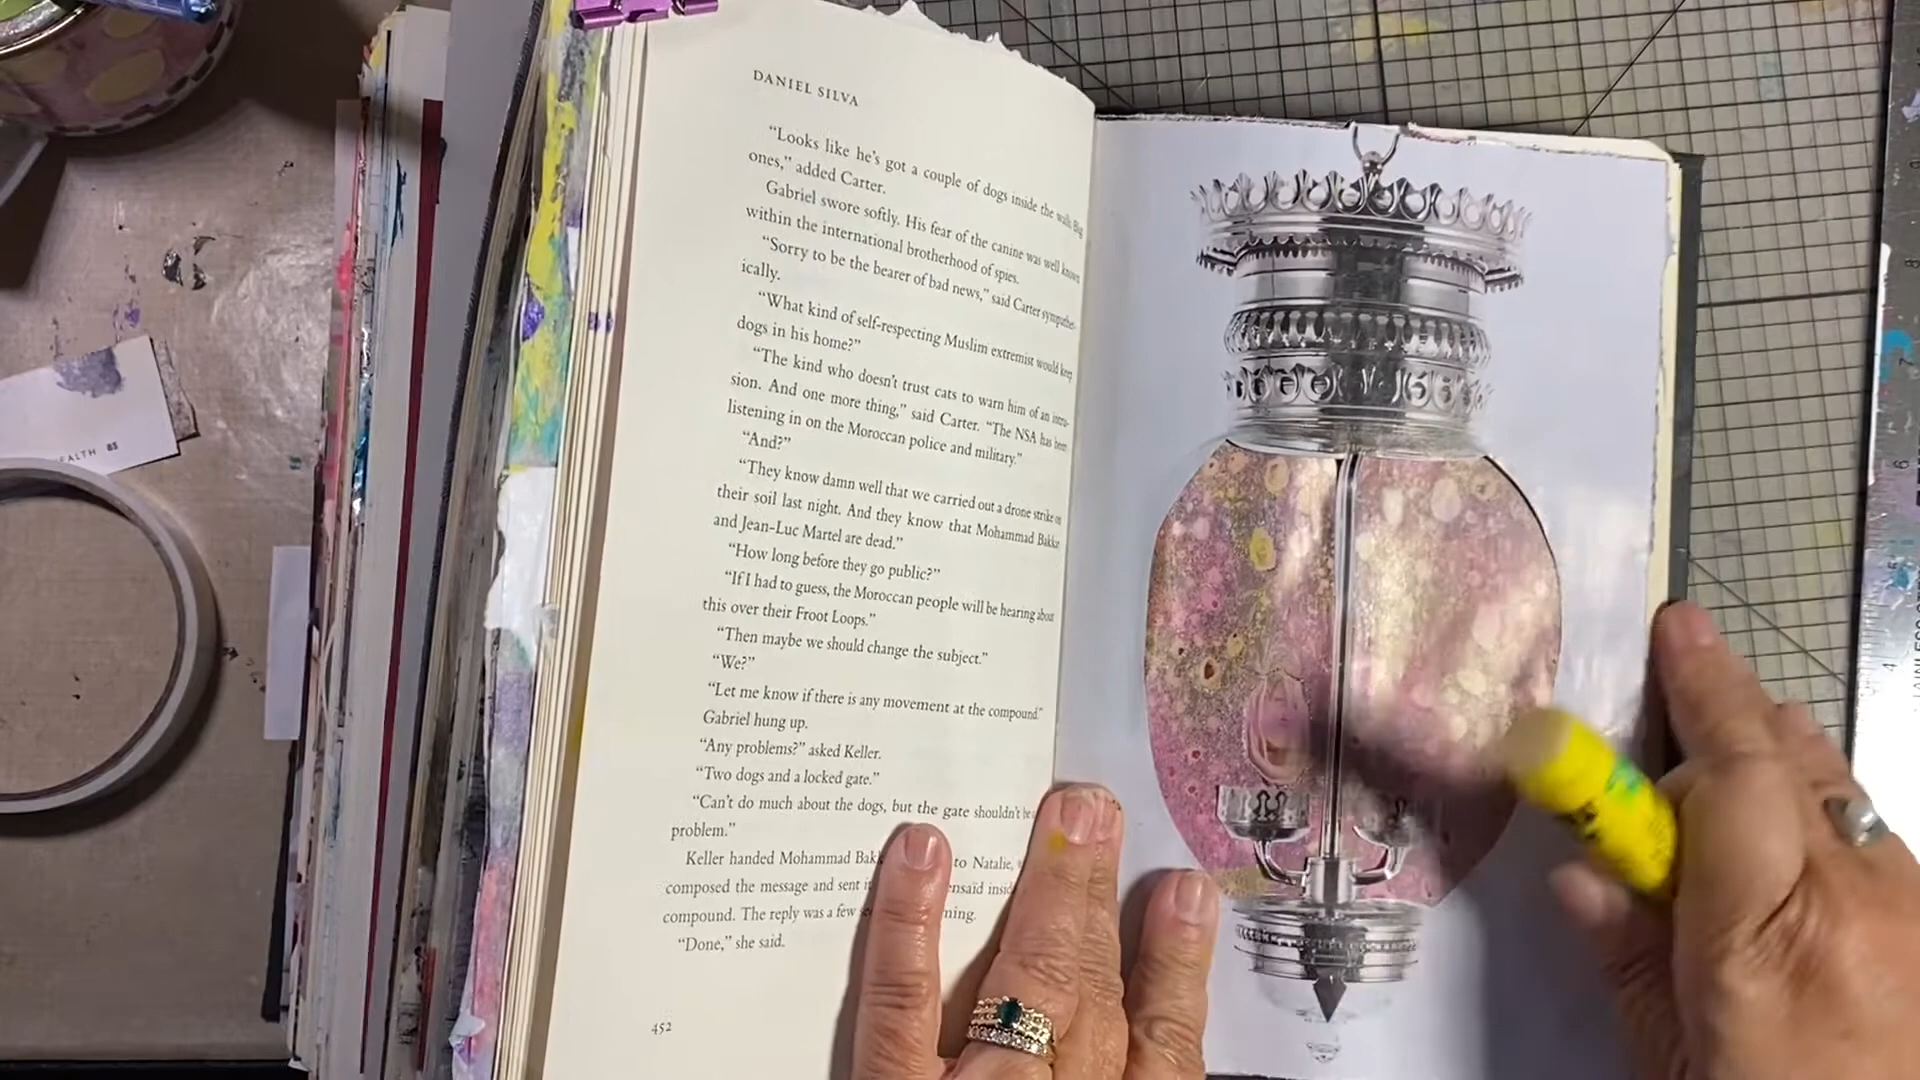 DANIEL SILVA
“Looks like he’s got a couple of dogs inside the walls. Big
ones,” added Carter.
Gabriel swore softly. His fear of the canine was well known
within the international brotherhood of spies.
“Sorry to be the bearer of bad news,” said Carter sympathet-
ically.
“What kind of self-respecting Muslim extremist would keep
dogs in his home?”
“The kind who doesn’t trust cats to warn him of an intru-
sion. And one more thing,” said Carter. “The NSA has been
listening in on the Moroccan police and military.”
“And?”
“They know damn well that we carried out a drone strike on
their soil last night. And they know that Mohammad Bakkar
and Jean-Luc Martel are dead.”
“How long before they go public?”
“If I had to guess, the Moroccan people will be hearing about
this over their Froot Loops.”
“Then maybe we should change the subject.”
“We?”
“Let me know if there is any movement at the compound.”
Gabriel hung up.
“Any problems?” asked Keller.
“Two dogs and a locked gate.”
“Can’t do much about the dogs, but the gate shouldn’t be a
problem.”
Keller handed Mohammad Bakk to Natalie,
composed the message and sent it ensaid insid
compound. The reply was a few ning.
“Done,” she said.
452
EALTH 85